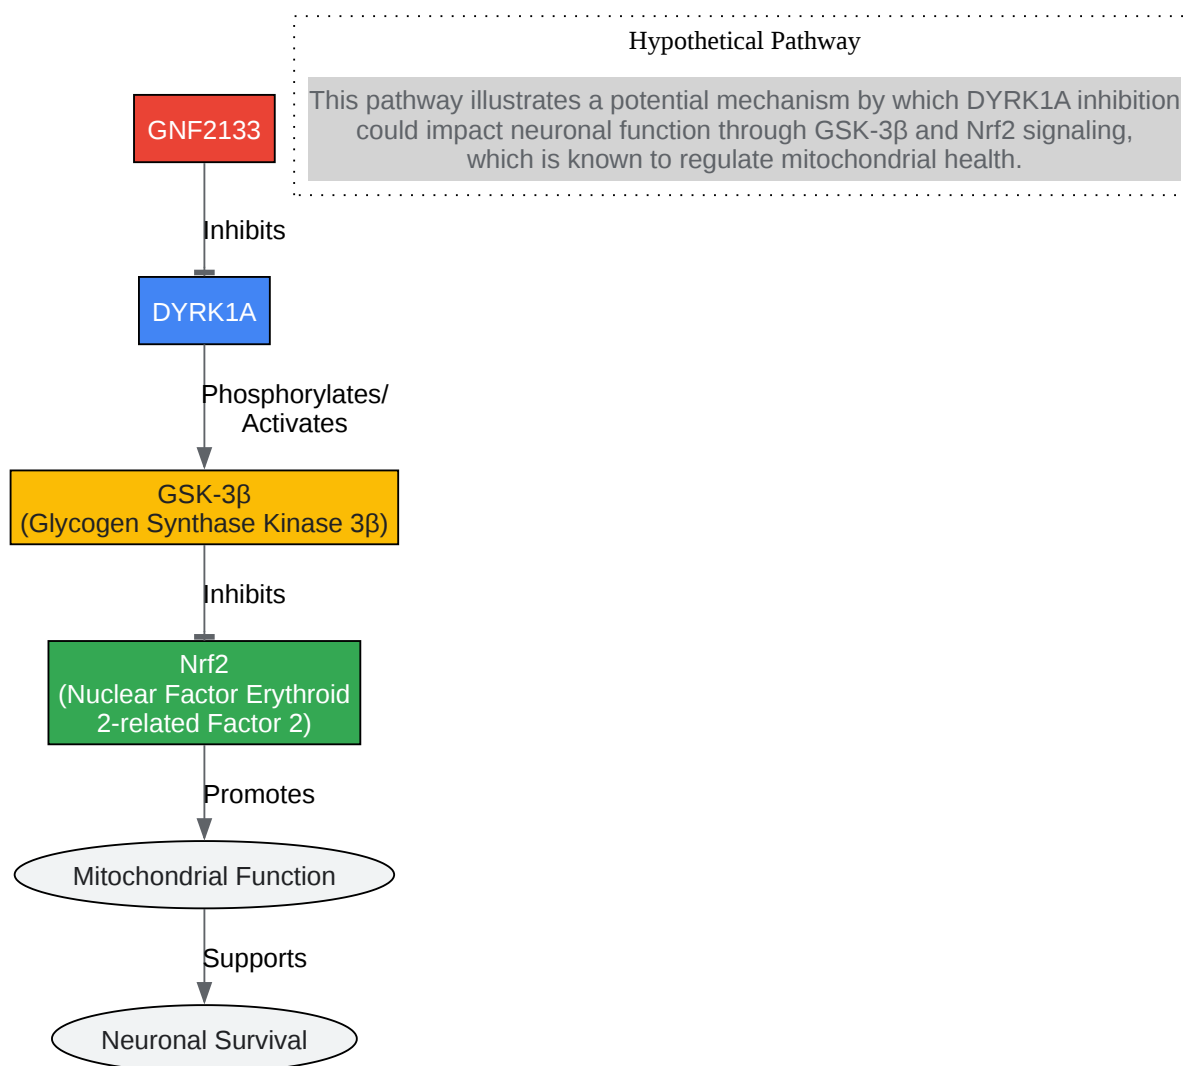 Hypothetical Pathway
This pathway illustrates a potential mechanism by which DYRK1A inhibition
could impact neuronal function through GSK-3β and Nrf2 signaling,
which is known to regulate mitochondrial health.
GNF2133
Inhibits
DYRK1A
Phosphorylates/
Activates
GSK-3β
(Glycogen Synthase Kinase 3β)
Inhibits
Nrf2
(Nuclear Factor Erythroid
2-related Factor 2)
Promotes
Mitochondrial Function
Supports
Neuronal Survival